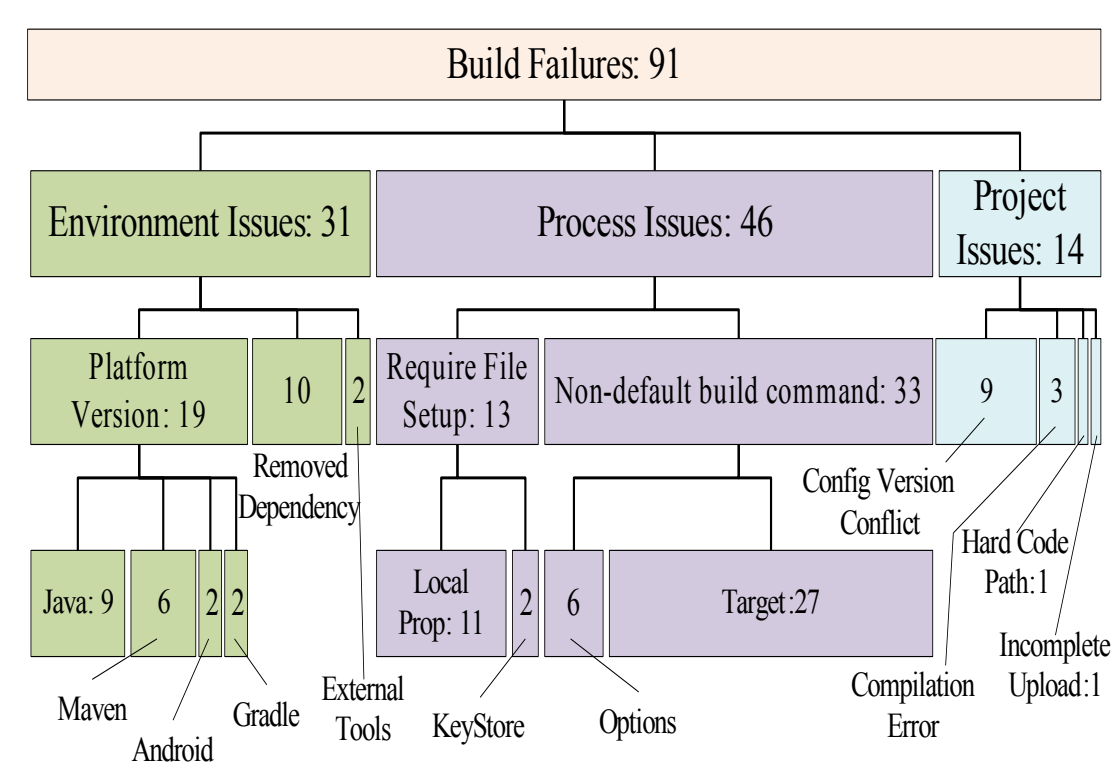 Build Failures: 91
Environment Issues: 31
Process Issues: 46
Project
Issues: 14
Platform
Version: 19
10
2
Require File
Setup: 13
Non-default build command: 33
9
3
Removed
Dependency
Config Version
Conflict
Hard Code
Path:1
Java: 9
6
2
2
Local
Prop: 11
2
6
Target:27
Incomplete
Upload:1
Maven
Android
Gradle
External
Tools
KeyStore
Options
Compilation
Error